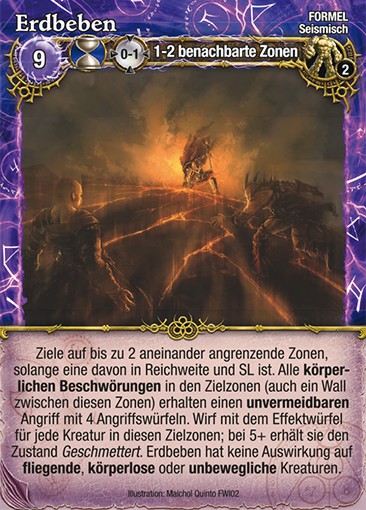 Erdbeben
FORMEL
Seismisch
9
0-1
1-2 benachbarte Zonen
2
Ziele auf bis zu 2 aneinander angrenzende Zonen,
solange eine davon in Reichweite und SL ist. Alle körper-
lichen Beschwörungen in den Zielzonen (auch ein Wall
zwischen diesen Zonen) erhalten einen unvermeidbaren
Angriff mit 4 Angriffswürfeln. Wirf mit dem Effektwürfel
für jede Kreatur in diesen Zielzonen; bei 5+ erhält sie den
Zustand Geschmettert. Erdbeben hat keine Auswirkung auf
fliegende, körperlose oder unbewegliche Kreaturen.
Illustration: Maichol Quinto FWI02